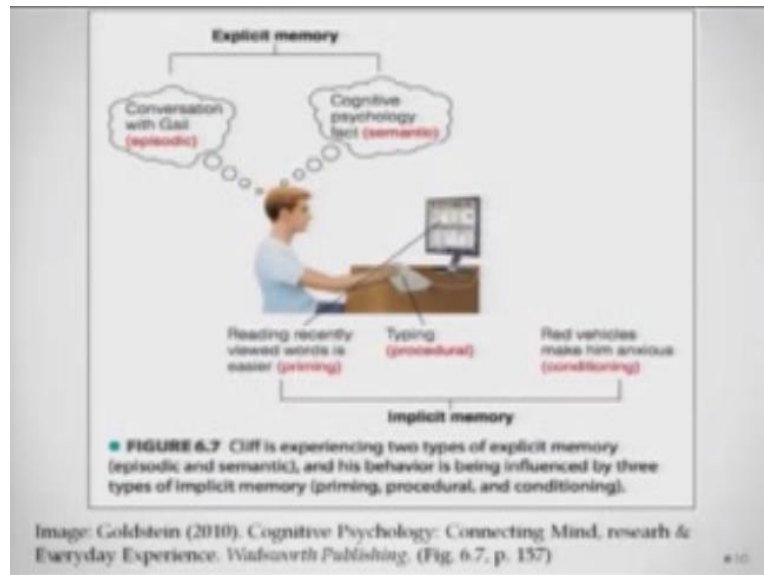 Explicit memory
Conversation
with Gail
(episodic)
Cognitive
psychology
fact (semantic)
Reading recently
viewed words is
easier (priming)
Typing
(procedural)
Red vehicles
make him anxious
(conditioning)
Implicit memory
• FIGURE 6.7 Cliff is experiencing two types of explicit memory
(episodic and semantic), and his behavior is being influenced by three
types of implicit memory (priming, procedural, and conditioning).
Image: Goldstein (2010). Cognitive Psychology: Connecting Mind, researh &
Everyday Experience. Wadsworth Publishing. (Fig. 6.7, p. 157)